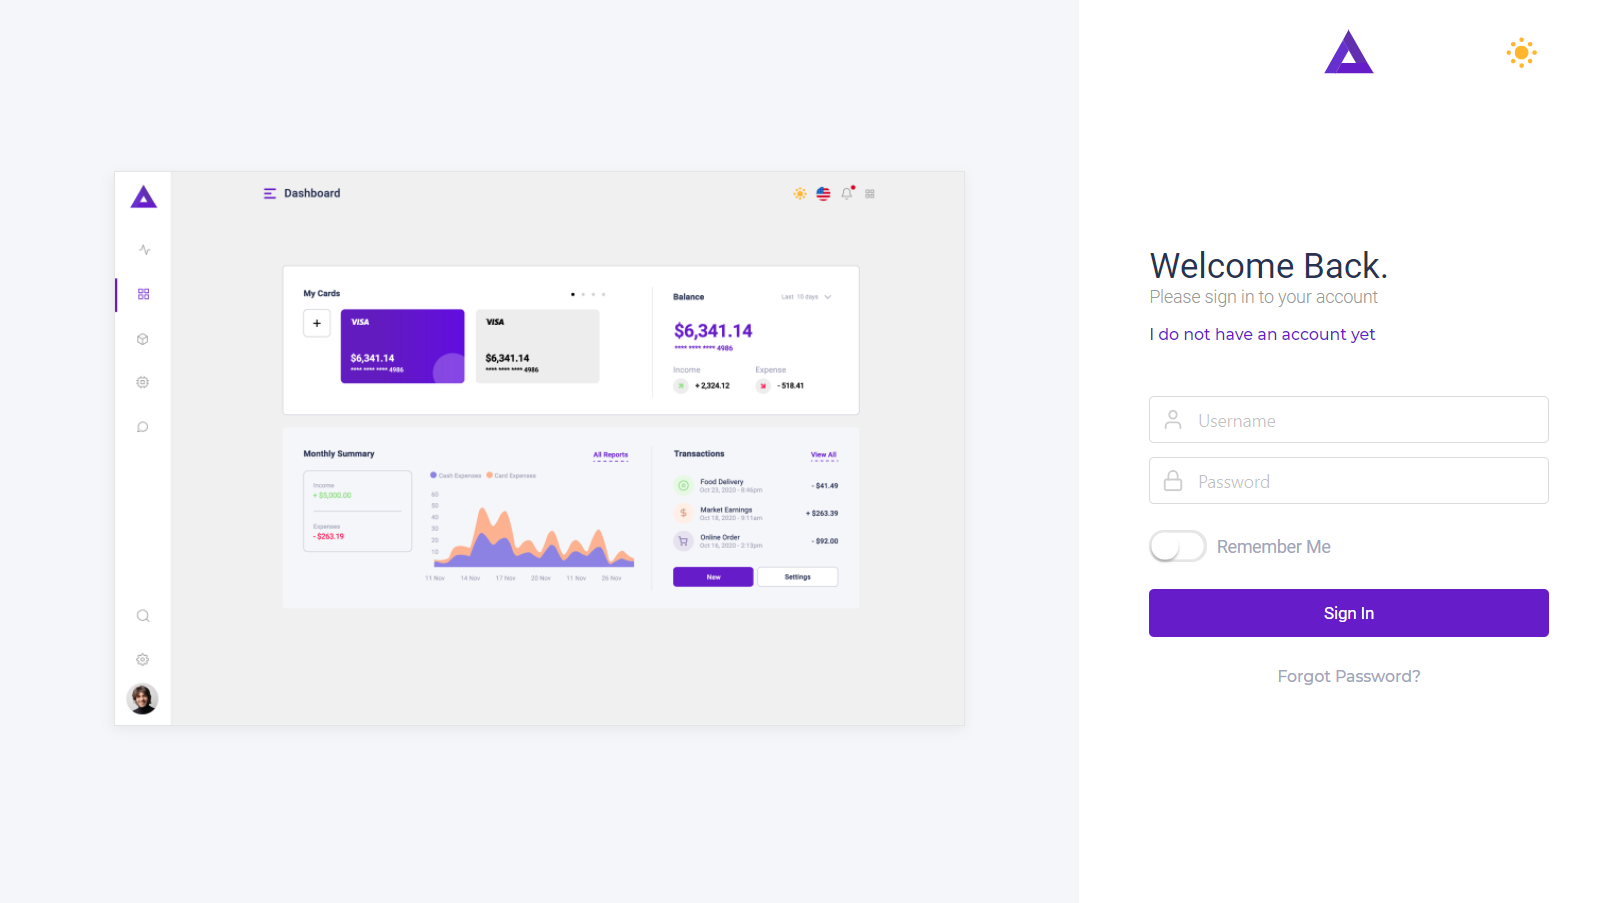 Dashboard
My Cards
Balance
Last 10 days
+
VISA
$6,341.14
**** **** **** 4986
VISA
$6,341.14
**** **** **** 4986
$6,341.14
**** **** **** 4986
Income
+ 2,324.12
Expense
- 518.41
Monthly Summary
All Reports
Income
+ $5,000.00
Expenses
- $263.19
Cash Expenses
Card Expenses
60
50
40
30
20
10
11 Nov
14 Nov
17 Nov
20 Nov
11 Nov
26 Nov
Transactions
View All
Food Delivery
Oct 23, 2020 - 8:46pm
- $41.49
$
Market Earnings
Oct 18, 2020 - 9:11am
+ $263.39
Online Order
Oct 16, 2020 - 2:13pm
- $92.00
New
Settings
Welcome Back.
Please sign in to your account
I do not have an account yet
Username
Password
Remember Me
Sign In
Forgot Password?